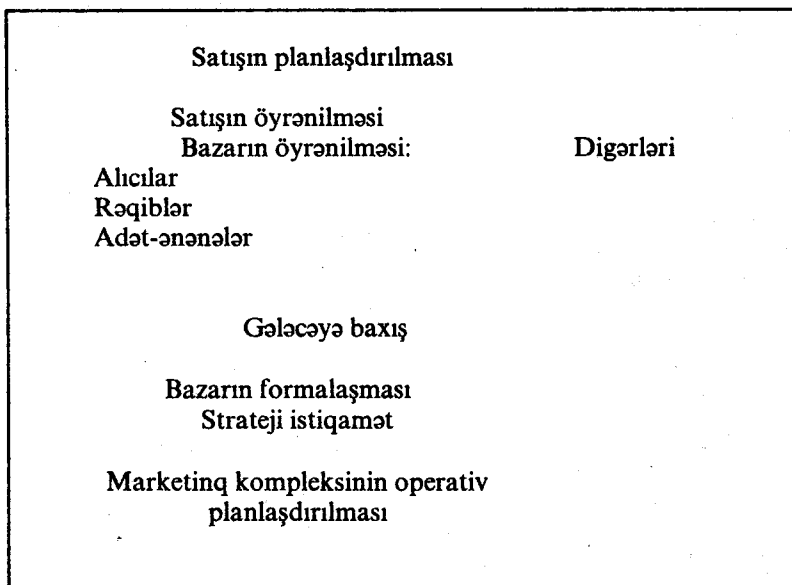 Satışın planlaşdırılması
Satışın öyrənilməsi
Bazarın öyrənilməsi: Digərləri
Alıcılar
Rəqiblər
Adət-ənənələr
Gələcəyə baxış
Bazarın formalaşması
Strateji istiqamət
Marketinq kompleksinin operativ
planlaşdırılması